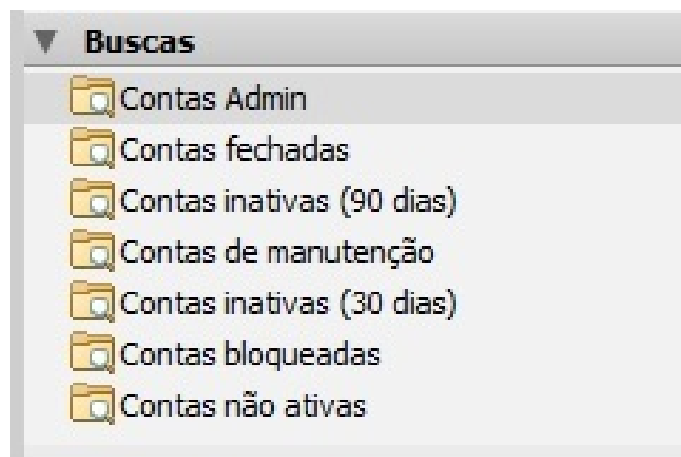 Buscas
Contas Admin
Contas fechadas
Contas inativas (90 dias)
Contas de manutenção
Contas inativas (30 dias)
Contas bloqueadas
Contas não ativas